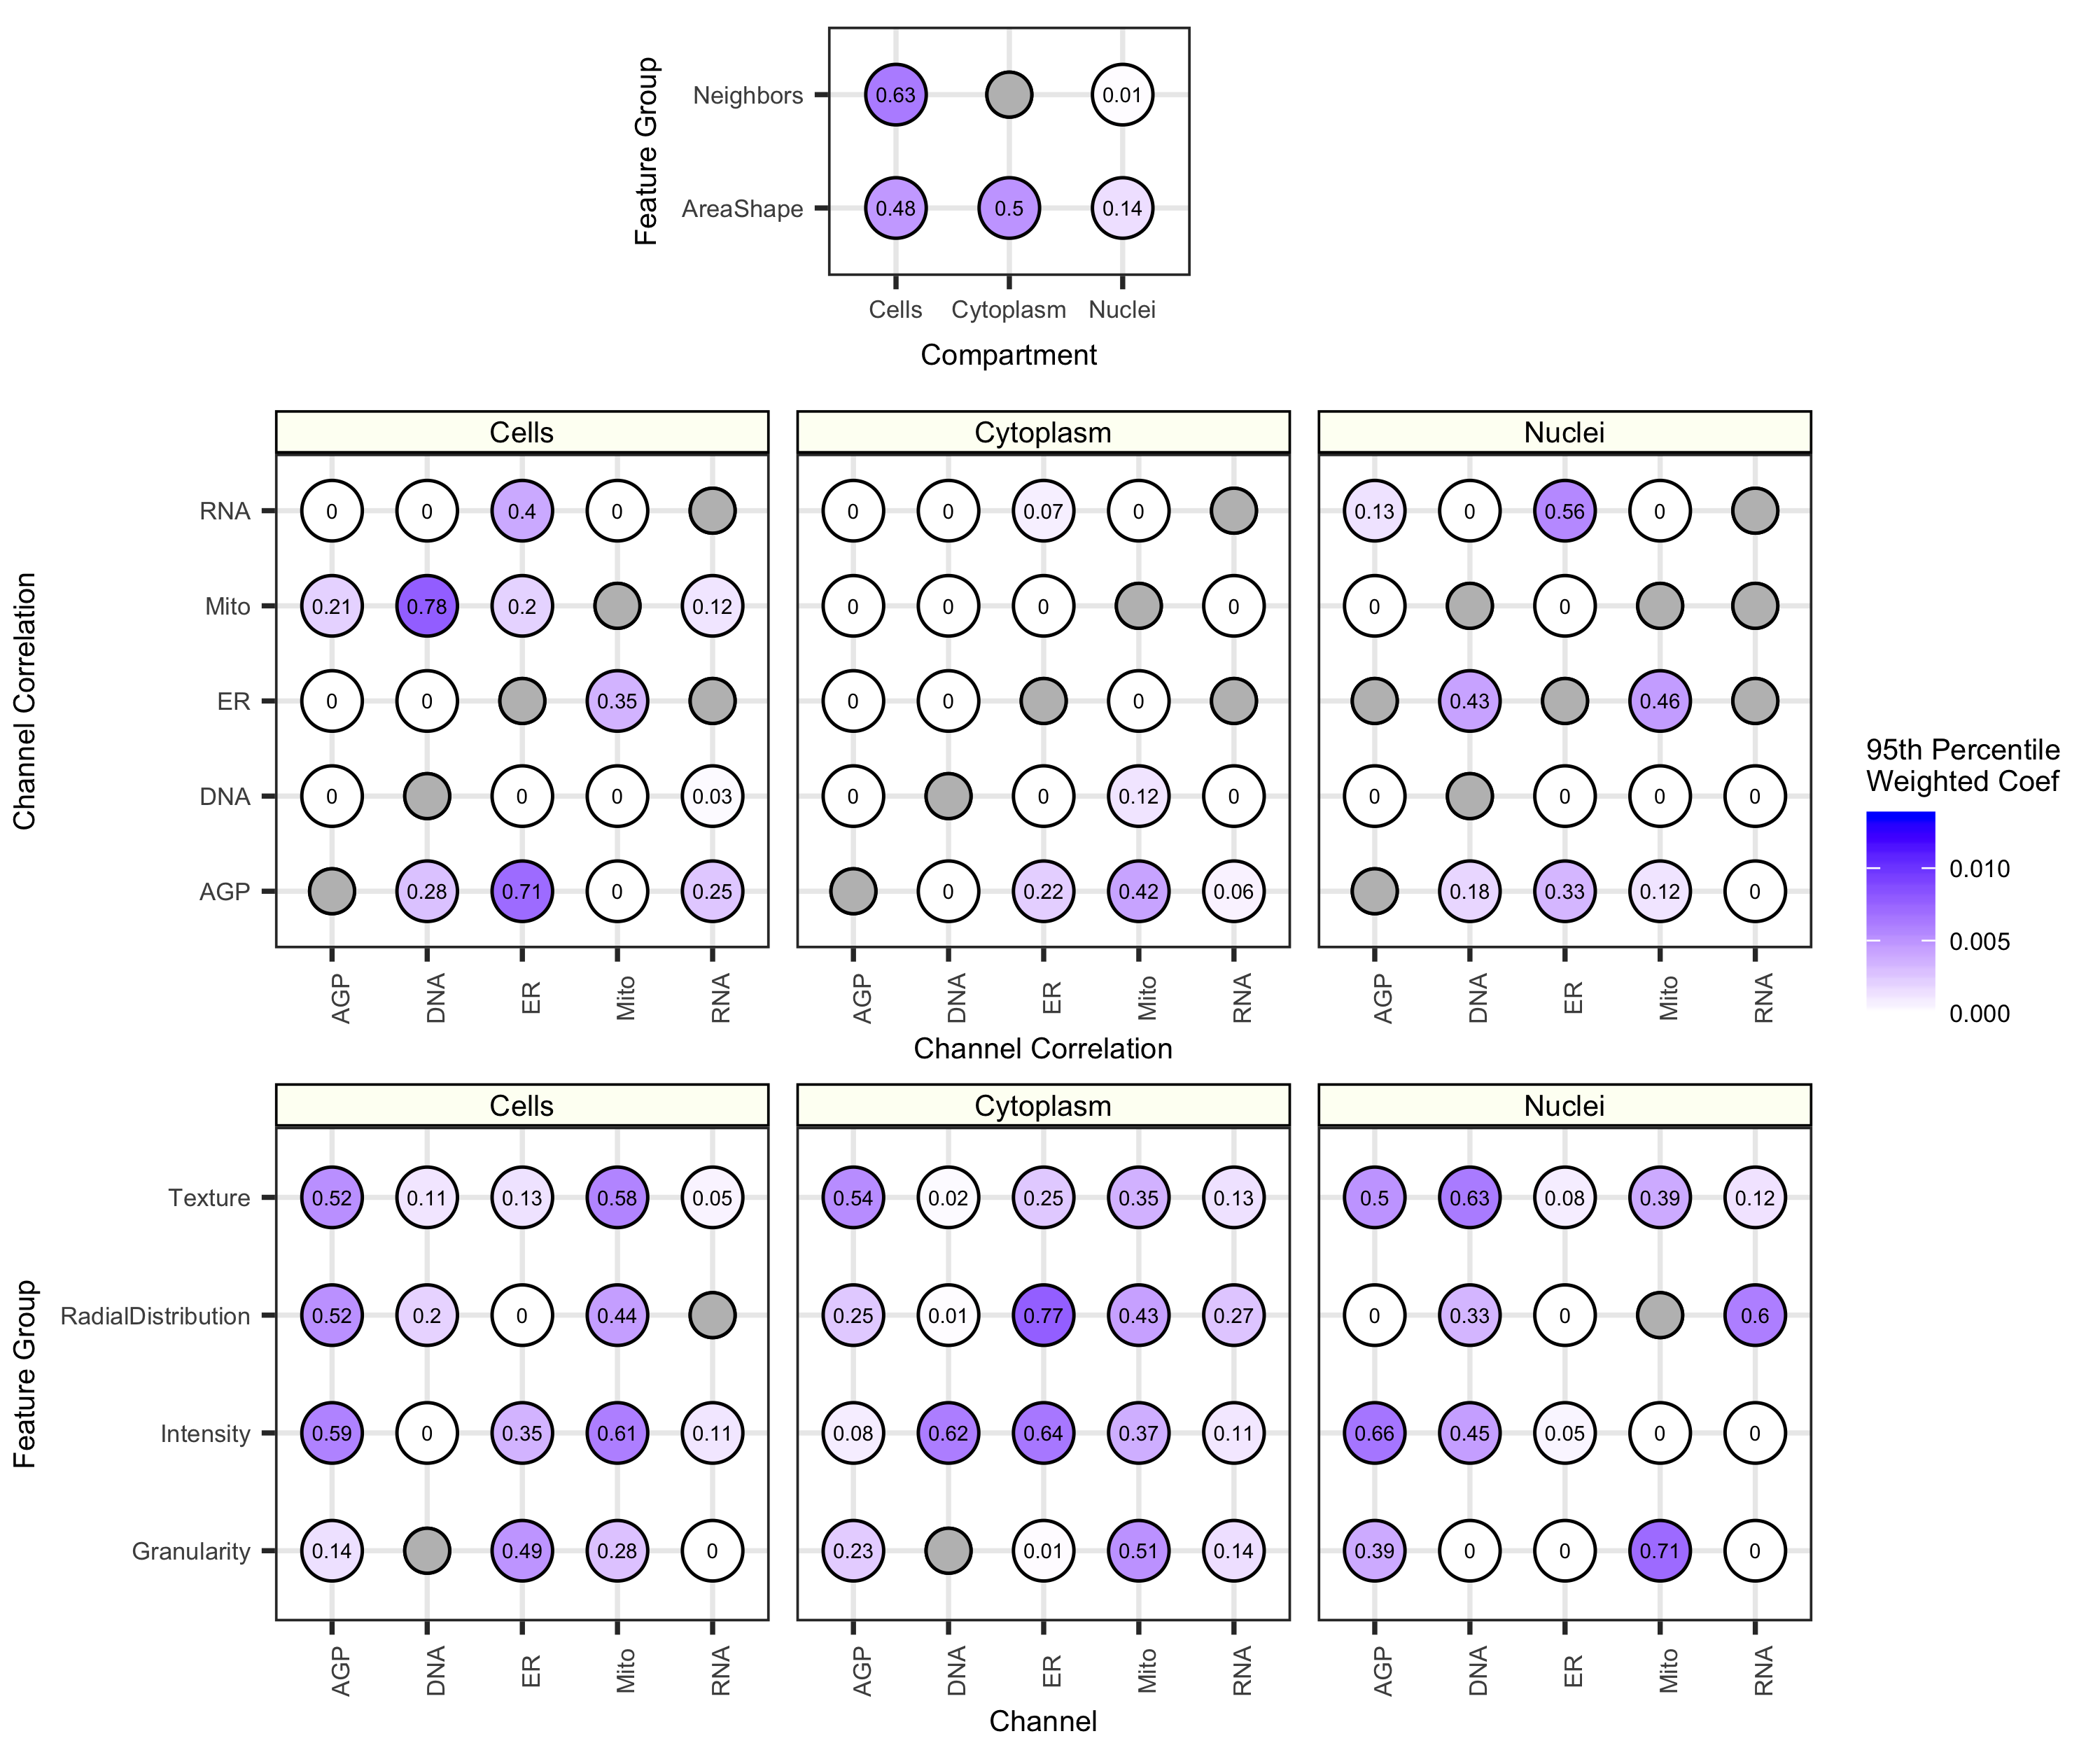 Feature Group
Neighbors 0.63 0.01
AreaShape 0.48 0.5 0.14
Cells Cytoplasm Nuclei
Compartment
Cells Cytoplasm Nuclei
Channel Correlation
RNA 0 0 0.4 0 0 0 0.07 0 0.13 0 0.56 0
Mito 0.21 0.78 0.2 0.12 0 0 0 0 0 0
ER 0 0 0.35 0 0 0 0.43 0.46
DNA 0 0 0 0.03 0 0 0.12 0 0 0 0 0
AGP 0.28 0.71 0 0.25 0 0.22 0.42 0.06 0.18 0.33 0.12 0
AGP DNA ER Mito RNA AGP DNA ER Mito RNA AGP DNA ER Mito RNA
Channel Correlation
95th Percentile
Weighted Coef
0.010
0.005
0.000
Cells Cytoplasm Nuclei
Feature Group
Texture 0.52 0.11 0.13 0.58 0.05 0.54 0.02 0.25 0.35 0.13 0.5 0.63 0.08 0.39 0.12
RadialDistribution 0.52 0.2 0 0.44 0.25 0.01 0.77 0.43 0.27 0 0.33 0 0.6
Intensity 0.59 0 0.35 0.61 0.11 0.08 0.62 0.64 0.37 0.11 0.66 0.45 0.05 0 0
Granularity 0.14 0.49 0.28 0 0.23 0.01 0.51 0.14 0.39 0 0 0.71 0
AGP DNA ER Mito RNA AGP DNA ER Mito RNA AGP DNA ER Mito RNA
Channel